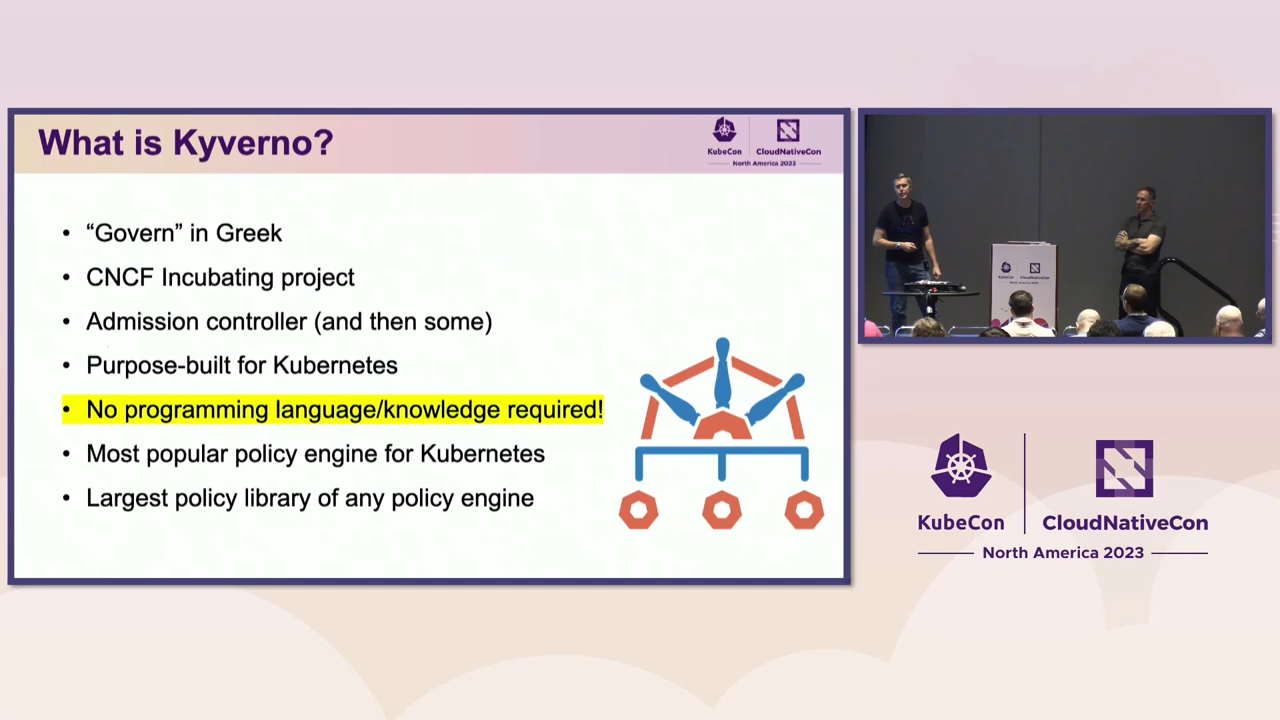 What is Kyverno?
KubeCon
CloudNativeCon
North America 2023
• “Govern” in Greek
• CNCF Incubating project
• Admission controller (and then some)
• Purpose-built for Kubernetes
• No programming language/knowledge required!
• Most popular policy engine for Kubernetes
• Largest policy library of any policy engine
KubeCon
CloudNativeCon
North America 2023